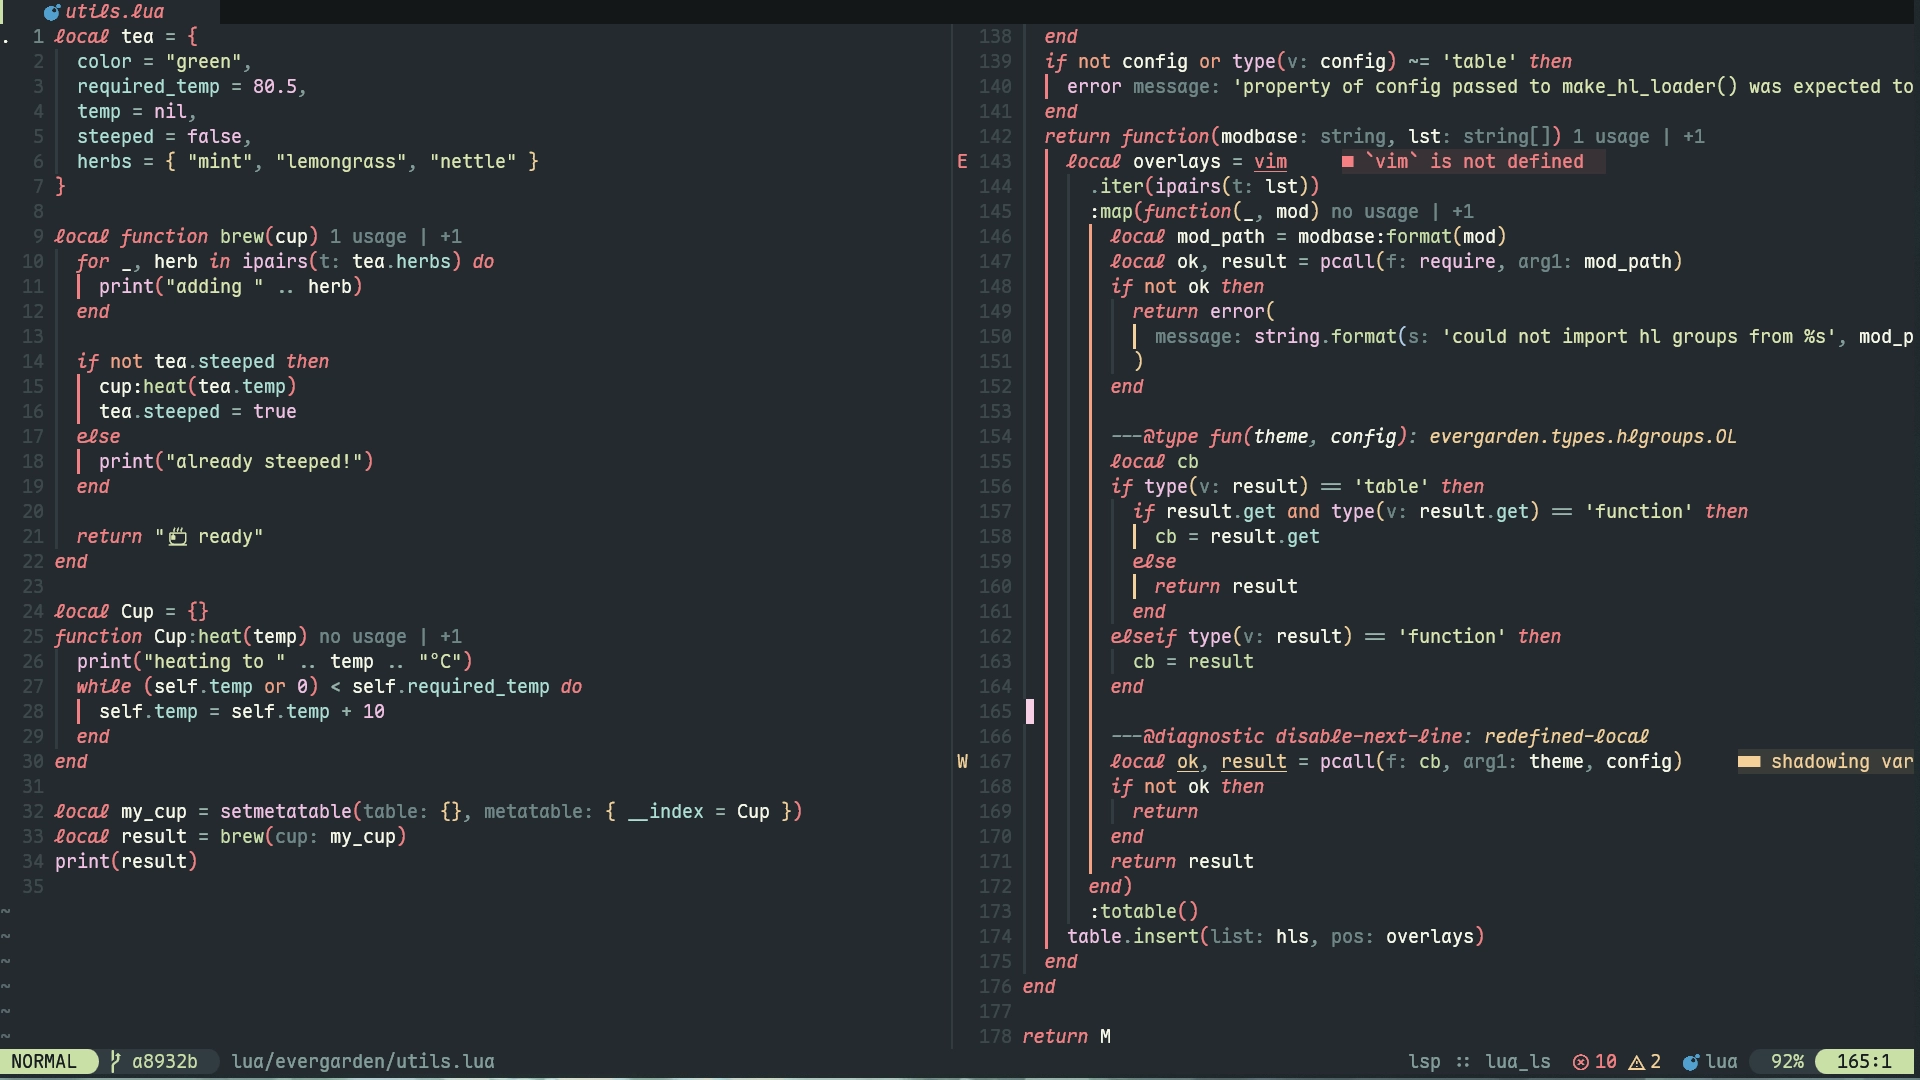 utils.lua
1 local tea = {
2 color = "green",
3 required_temp = 80.5,
4 temp = nil,
5 steeped = false,
6 herbs = { "mint", "lemongrass", "nettle" }
7 }
8
9 local function brew(cup) 1 usage | +1
10 for _, herb in ipairs(t: tea.herbs) do
11 print("adding " .. herb)
12 end
13
14 if not tea.steeped then
15 cup:heat(tea.temp)
16 tea.steeped = true
17 else
18 print("already steeped!")
19 end
20
21 return "☕ ready"
22 end
23
24 local Cup = {}
25 function Cup:heat(temp) no usage | +1
26 print("heating to " .. temp .. "°C")
27 while (self.temp or 0) < self.required_temp do
28 self.temp = self.temp + 10
29 end
30 end
31
32 local my_cup = setmetatable(table: {}, metatable: { __index = Cup })
33 local result = brew(cup: my_cup)
34 print(result)
35
~
~
~
~
~
~
138 end
139 if not config or type(v: config) ~= 'table' then
140 error message: 'property of config passed to make_hl_loader() was expected to
141 end
142 return function(modbase: string, lst: string[]) 1 usage | +1
E 143 local overlays = vim ■ `vim` is not defined
144 .iter(ipairs(t: lst))
145 :map(function(_, mod) no usage | +1
146 local mod_path = modbase:format(mod)
147 local ok, result = pcall(f: require, arg1: mod_path)
148 if not ok then
149 return error(
150 message: string.format(s: 'could not import hl groups from %s', mod_p
151 )
152 end
153
154 ---@type fun(theme, config): evergarden.types.hlgroups.OL
155 local cb
156 if type(v: result) == 'table' then
157 if result.get and type(v: result.get) == 'function' then
158 cb = result.get
159 else
160 return result
161 end
162 elseif type(v: result) == 'function' then
163 cb = result
164 end
165
166 ---@diagnostic disable-next-line: redefined-local
W 167 local ok, result = pcall(f: cb, arg1: theme, config) ■■ shadowing var
168 if not ok then
169 return
170 end
171 return result
172 end)
173 :totable()
174 table.insert(list: hls, pos: overlays)
175 end
176 end
177
178 return M
NORMAL a8932b lua/evergarden/utils.lua lsp :: lua_ls 10 2 lua 92% 165:1